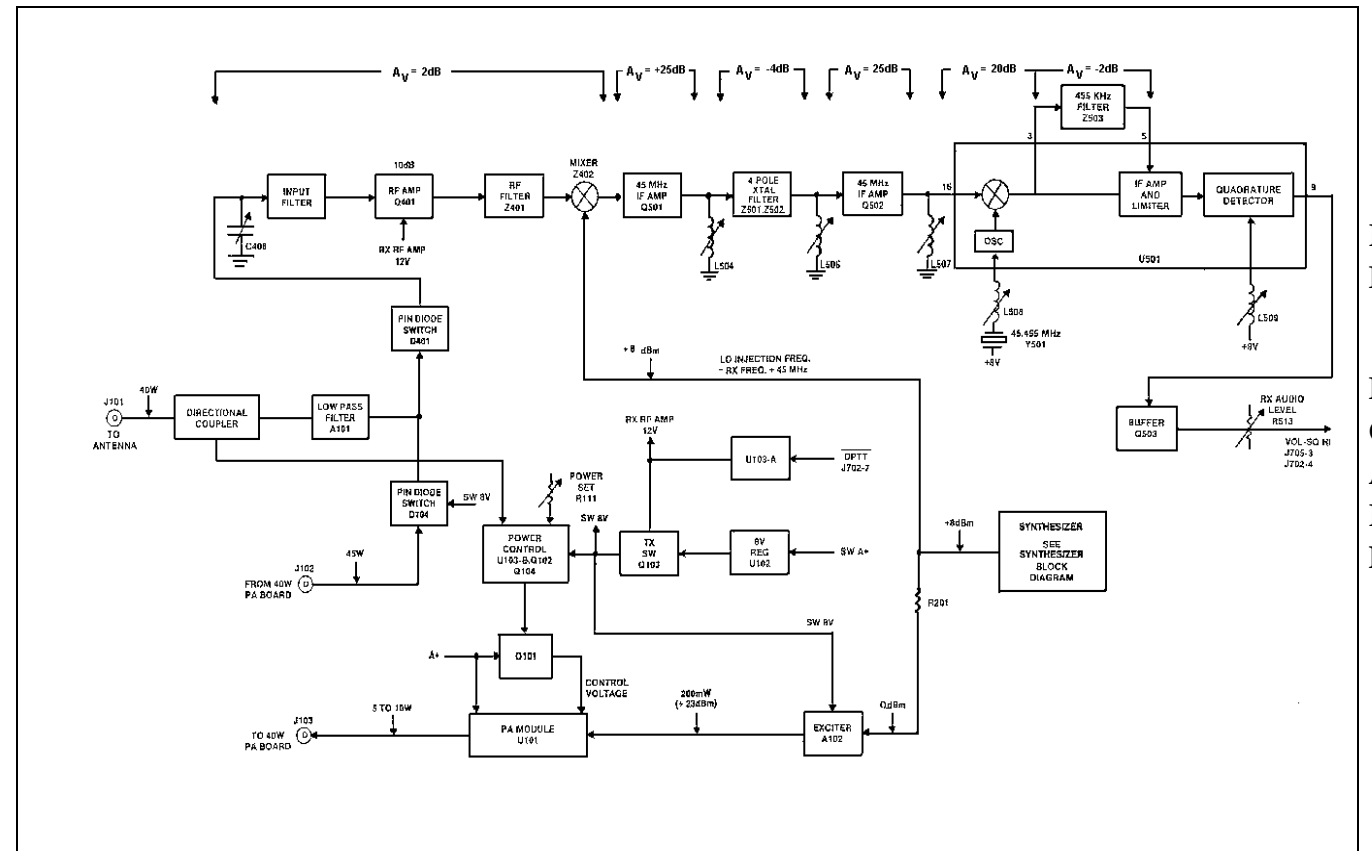 A V = 2dB
A V = +25dB
A V = -4dB
A V = 25dB
A V = 20dB
A V = -2dB
455 KHz
FILTER
Z503
3
5
MIXER
Z402
10dB
INPUT
FILTER
RF AMP
Q401
RF
FILTER
Z401
45 MHz
IF AMP
Q501
4 POLE
XTAL
FILTER
Z501,Z502
45 MHz
IF AMP
Q502
16
IF AMP
AND
LIMITER
QUADRATURE
DETECTOR
9
C406
RX RF AMP
12V
L504
L506
L507
OSC
U501
L508
45.455 MHz
Y501
+8V
L509
+8V
PIN DIODE
SWITCH
D401
+8 dBm
LO INJECTION FREQ.
= RX FREQ. + 45 MHz
J101
40W
TO
ANTENNA
DIRECTIONAL
COUPLER
LOW PASS
FILTER
A101
RX RF AMP
12V
BUFFER
Q503
RX AUDIO
LEVEL
R513
VOL-SQ HI
J705-3
J702-4
U103-A
DPTT
J702-7
PIN DIODE
SWITCH
D104
SW 8V
POWER
SET
R111
SW 8V
POWER
CONTROL
U103-B,Q102
Q104
TX
SW
Q103
8V
REG
U102
SW A+
+8dBm
SYNTHESIZER
SEE
SYNTHESIZER
BLOCK
DIAGRAM
45W
J102
FROM 40W
PA BOARD
R201
SW 8V
A+
Q101
CONTROL
VOLTAGE
200mW
(+ 23dBm)
0dBm
5 TO 10W
J103
TO 40W
PA BOARD
PA MODULE
U101
EXCITER
A102